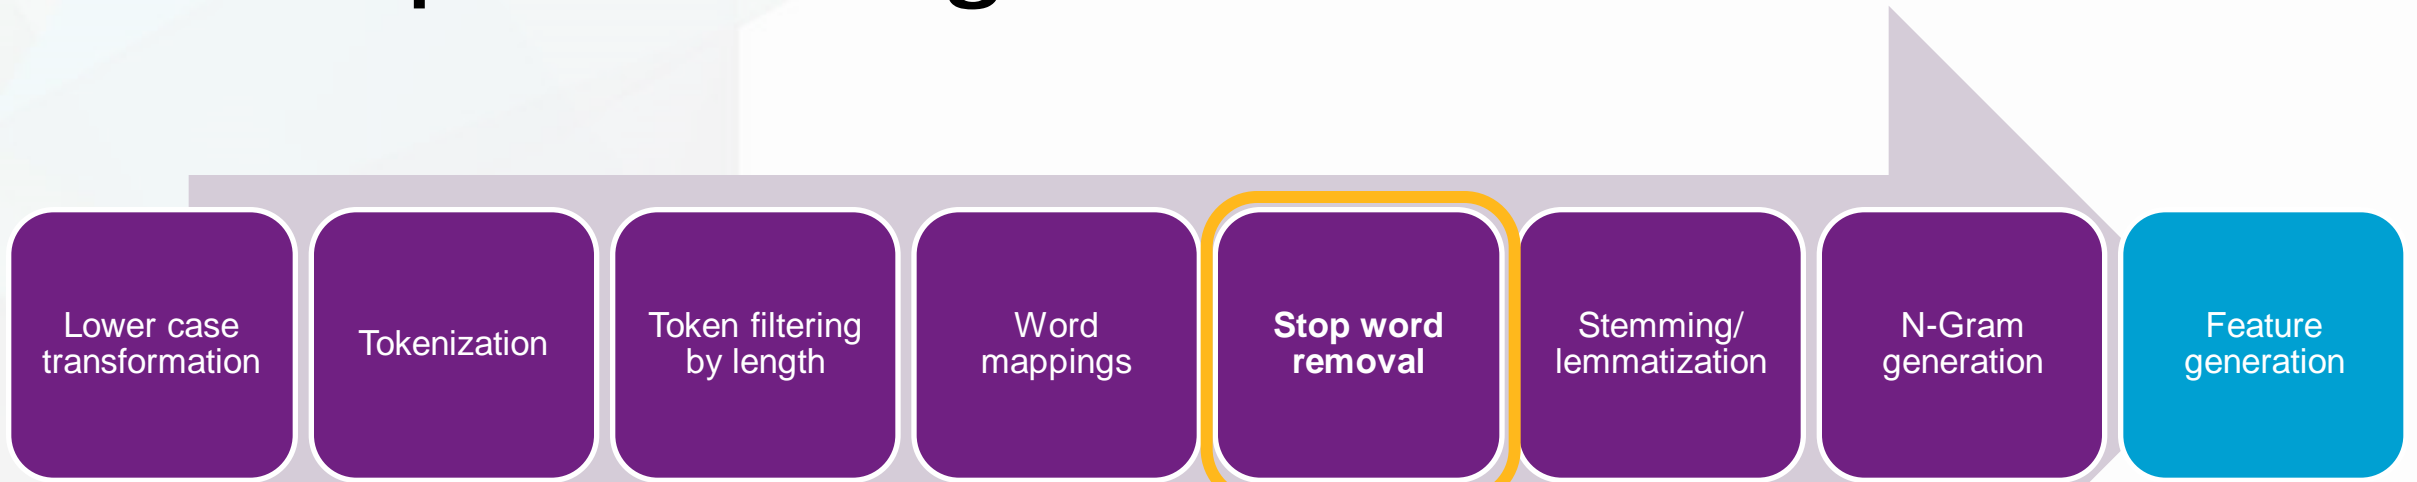 Lower case
transformation
Tokenization
Token filtering
by length
Word
mappings
Stop word
removal
Stemming/
lemmatization
N-Gram
generation
Feature
generation